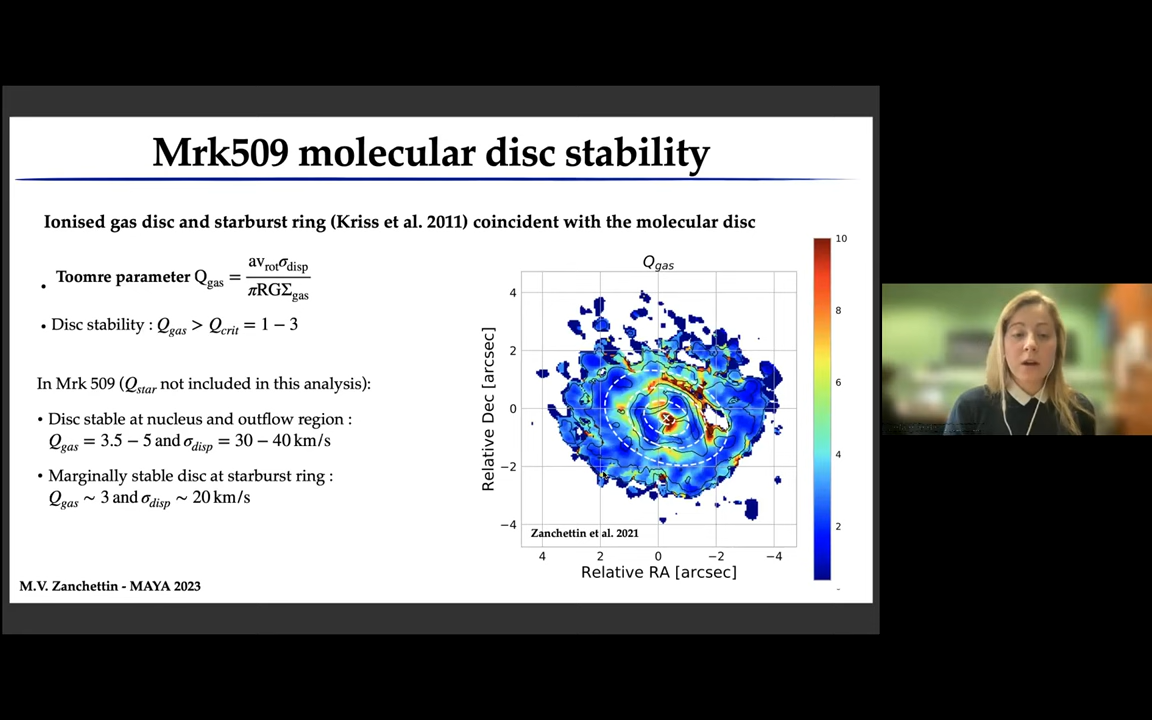 Mrk509 molecular disc stability
Ionised gas disc and starburst ring (Kriss et al. 2011) coincident with the molecular disc
• Toomre parameter Q_gas = av_rot σ_disp / πRGΣ_gas
• Disc stability : Q_gas > Q_crit = 1 − 3
In Mrk 509 (Q_star not included in this analysis):
• Disc stable at nucleus and outflow region :
Q_gas = 3.5 − 5 and σ_disp = 30 − 40 km/s
• Marginally stable disc at starburst ring :
Q_gas ~ 3 and σ_disp ~ 20 km/s
M.V. Zanchettin - MAYA 2023
Q_gas
Relative Dec [arcsec]
4
2
0
−2
−4
Zanchettin et al. 2021
4 2 0 −2 −4
Relative RA [arcsec]
10
8
6
4
2